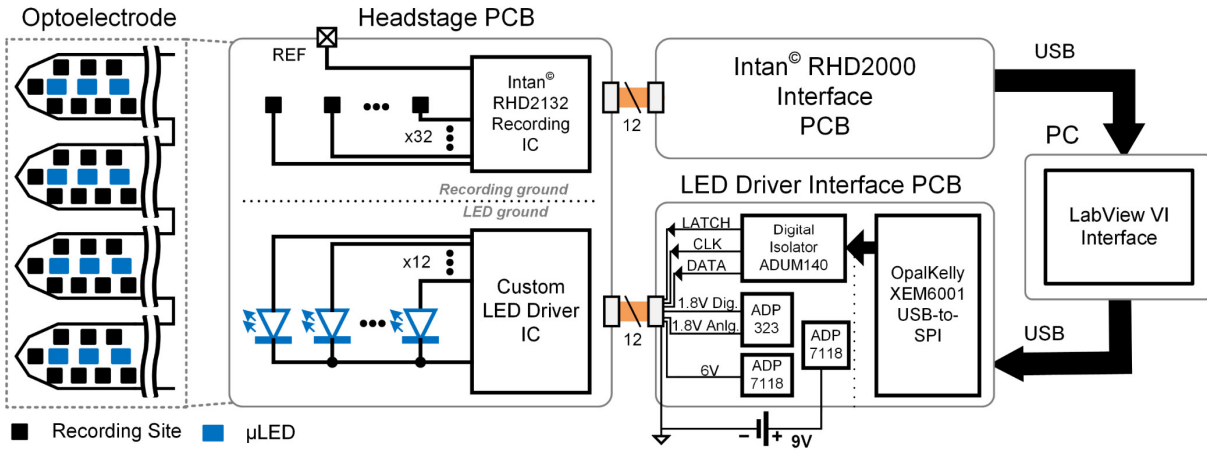 Optoelectrode
Headstage PCB
REF
Intan©
RHD2132
Recording
IC
x32
12
Recording ground
LED ground
x12
Custom
LED Driver
IC
12
Intan© RHD2000
Interface
PCB
USB
PC
LabView VI
Interface
USB
LED Driver Interface PCB
LATCH
CLK
DATA
Digital
Isolator
ADUM140
OpalKelly
XEM6001
USB-to-
SPI
1.8V Dig.
1.8V Anlg.
ADP
323
ADP
7118
6V
ADP
7118
− +
9V
Recording Site
µLED